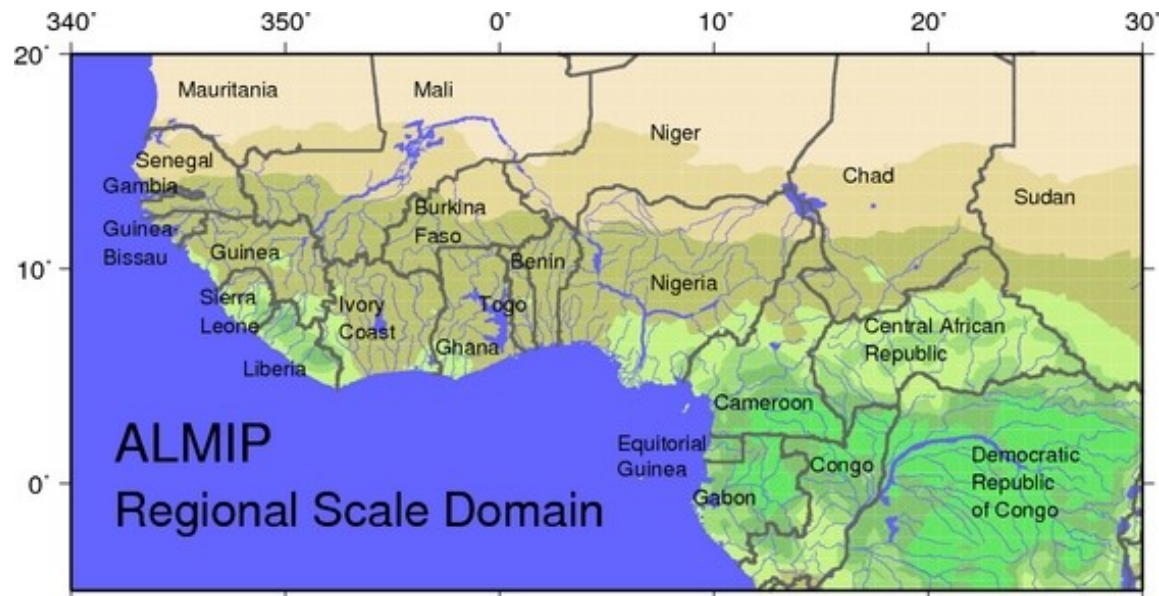 340° 350° 0° 10° 20° 30°
20°
Mauritania Mali
Niger
Senegal
Chad
Gambia
Sudan
Burkina
Faso
Guinea-
Bissau
Guinea
Benin
10°
Nigeria
Sierra
Leone
Ivory
Coast
Togo
Central African
Republic
Ghana
Liberia
Cameroon
ALMIP
Equitorial
Guinea
Congo
Democratic
Republic
of Congo
0°
Gabon
Regional Scale Domain